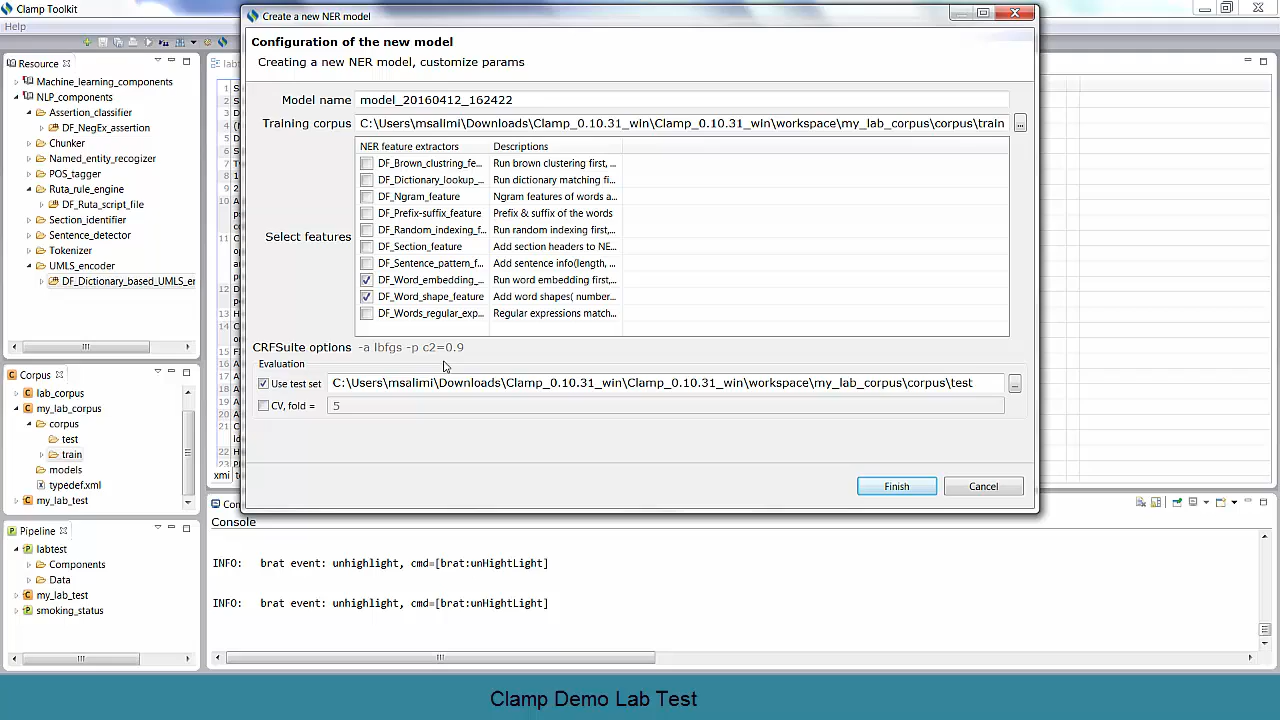 Clamp Toolkit
Help
Create a new NER model
Configuration of the new model
Creating a new NER model, customize params
Model name model_20160412_162422
Training corpus C:\Users\msalimi\Downloads\Clamp_0.10.31_win\Clamp_0.10.31_win\workspace\my_lab_corpus\corpus\train ...
Select features
NER feature extractors Descriptions
DF_Brown_clustring_fe... Run brown clustering first, ...
DF_Dictionary_lookup_... Run dictionary matching fi...
DF_Ngram_feature Ngram features of words a...
DF_Prefix-suffix_feature Prefix & suffix of the words
DF_Random_indexing_f... Run random indexing first,...
DF_Section_feature Add section headers to NE...
DF_Sentence_pattern_f... Add sentence info(length, ...
DF_Word_embedding_... Run word embedding first,...
DF_Word_shape_feature Add word shapes( number...
DF_Words_regular_exp... Regular expressions match...
CRFSuite options -a lbfgs -p c2=0.9
Evaluation
Use test set C:\Users\msalimi\Downloads\Clamp_0.10.31_win\Clamp_0.10.31_win\workspace\my_lab_corpus\corpus\test ...
CV, fold = 5
Finish Cancel
Resource
Machine_learning_components
NLP_components
Assertion_classifier
DF_NegEx_assertion
Chunker
Named_entity_recogizer
POS_tagger
Ruta_rule_engine
DF_Ruta_script_file
Section_identifier
Sentence_detector
Tokenizer
UMLS_encoder
DF_Dictionary_based_UMLS_er
Corpus
lab_corpus
my_lab_corpus
corpus
test
train
models
typedef.xml
my_lab_test
Pipeline
labtest
Components
Data
my_lab_test
smoking_status
xmi
Console
INFO: brat event: unhighlight, cmd=[brat:unHightLight]
INFO: brat event: unhighlight, cmd=[brat:unHightLight]
Clamp Demo Lab Test